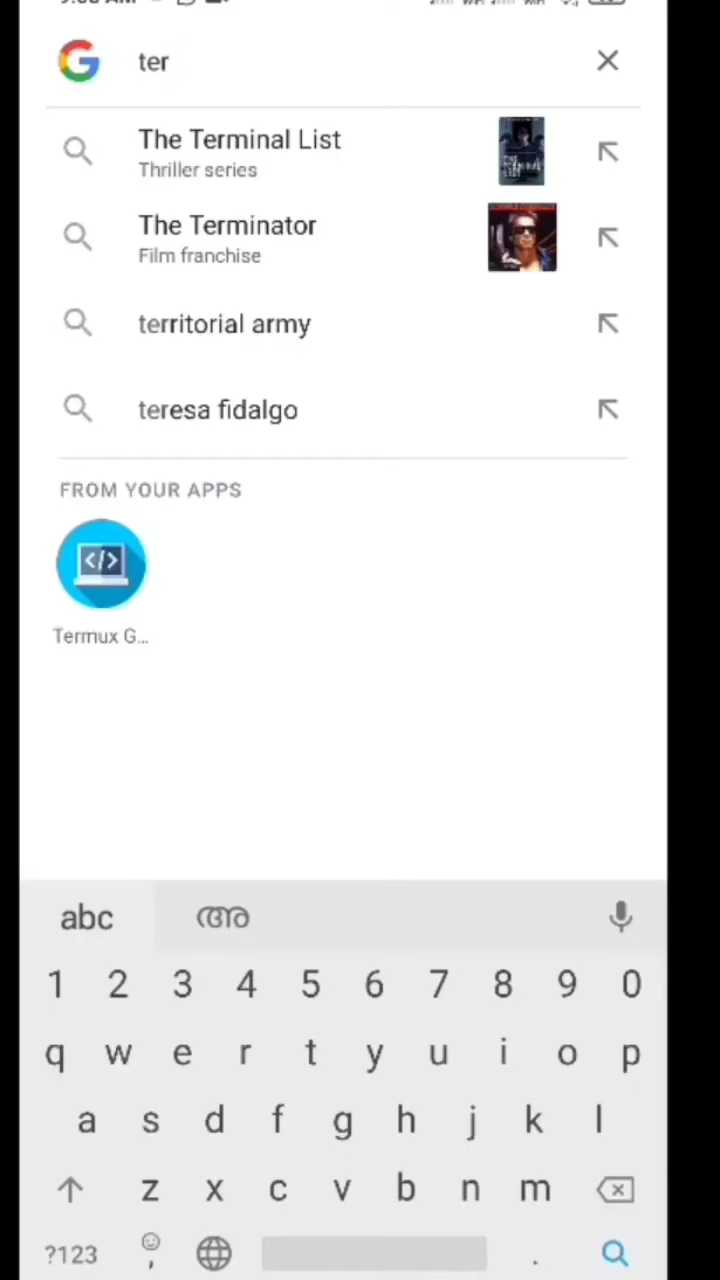 ter
The Terminal List
Thriller series
The Terminator
Film franchise
territorial army
teresa fidalgo
FROM YOUR APPS
</>
Termux G...
abc അ
1 2 3 4 5 6 7 8 9 0
q w e r t y u i o p
a s d f g h j k l
z x c v b n m
?123 , .